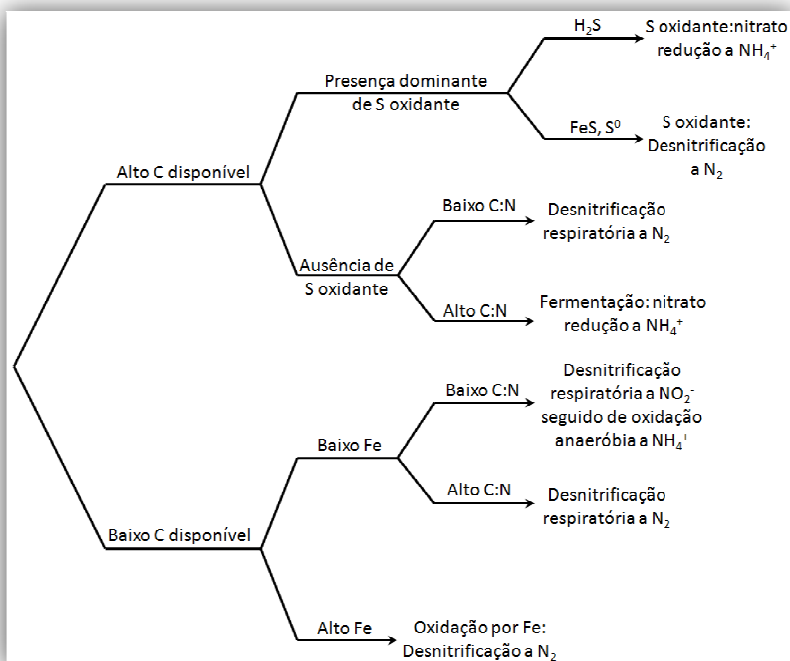 H₂S
S oxidante:nitrato
redução a NH₄⁺
Presença dominante
de S oxidante
FeS, S⁰
S oxidante:
Desnitrificação
a N₂
Alto C disponível
Baixo C:N
Desnitrificação
respiratória a N₂
Ausência de
S oxidante
Alto C:N
Fermentação: nitrato
redução a NH₄⁺
Baixo C:N
Desnitrificação
respiratória a NO₂⁻
seguido de oxidação
anaeróbia a NH₄⁺
Baixo Fe
Alto C:N
Desnitrificação
respiratória a N₂
Baixo C disponível
Alto Fe
Oxidação por Fe:
Desnitrificação a N₂